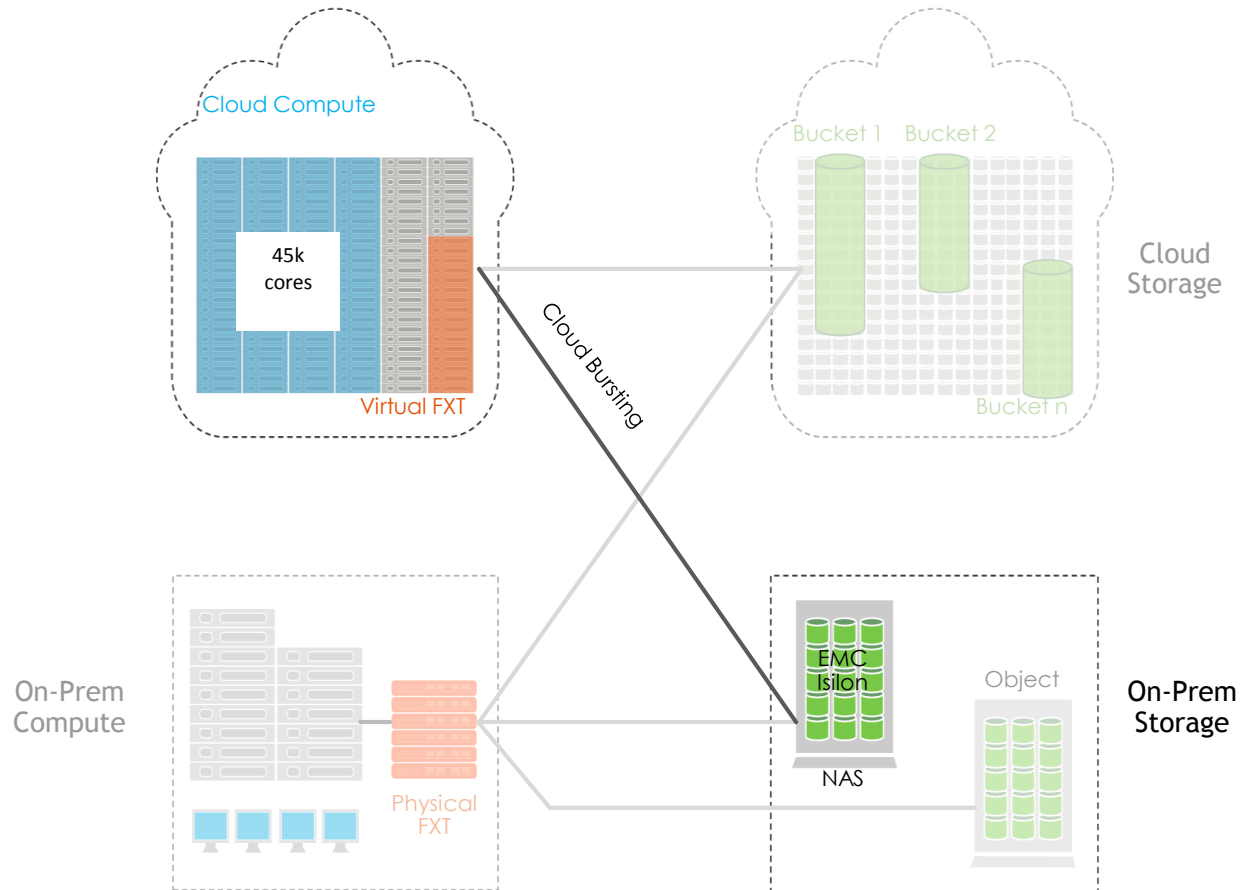 Cloud Compute
45k
cores
Virtual FXT
Bucket 1
Bucket 2
Bucket n
Cloud
Storage
Cloud Bursting
On-Prem
Compute
Physical
FXT
EMC
Isilon
NAS
Object
On-Prem
Storage